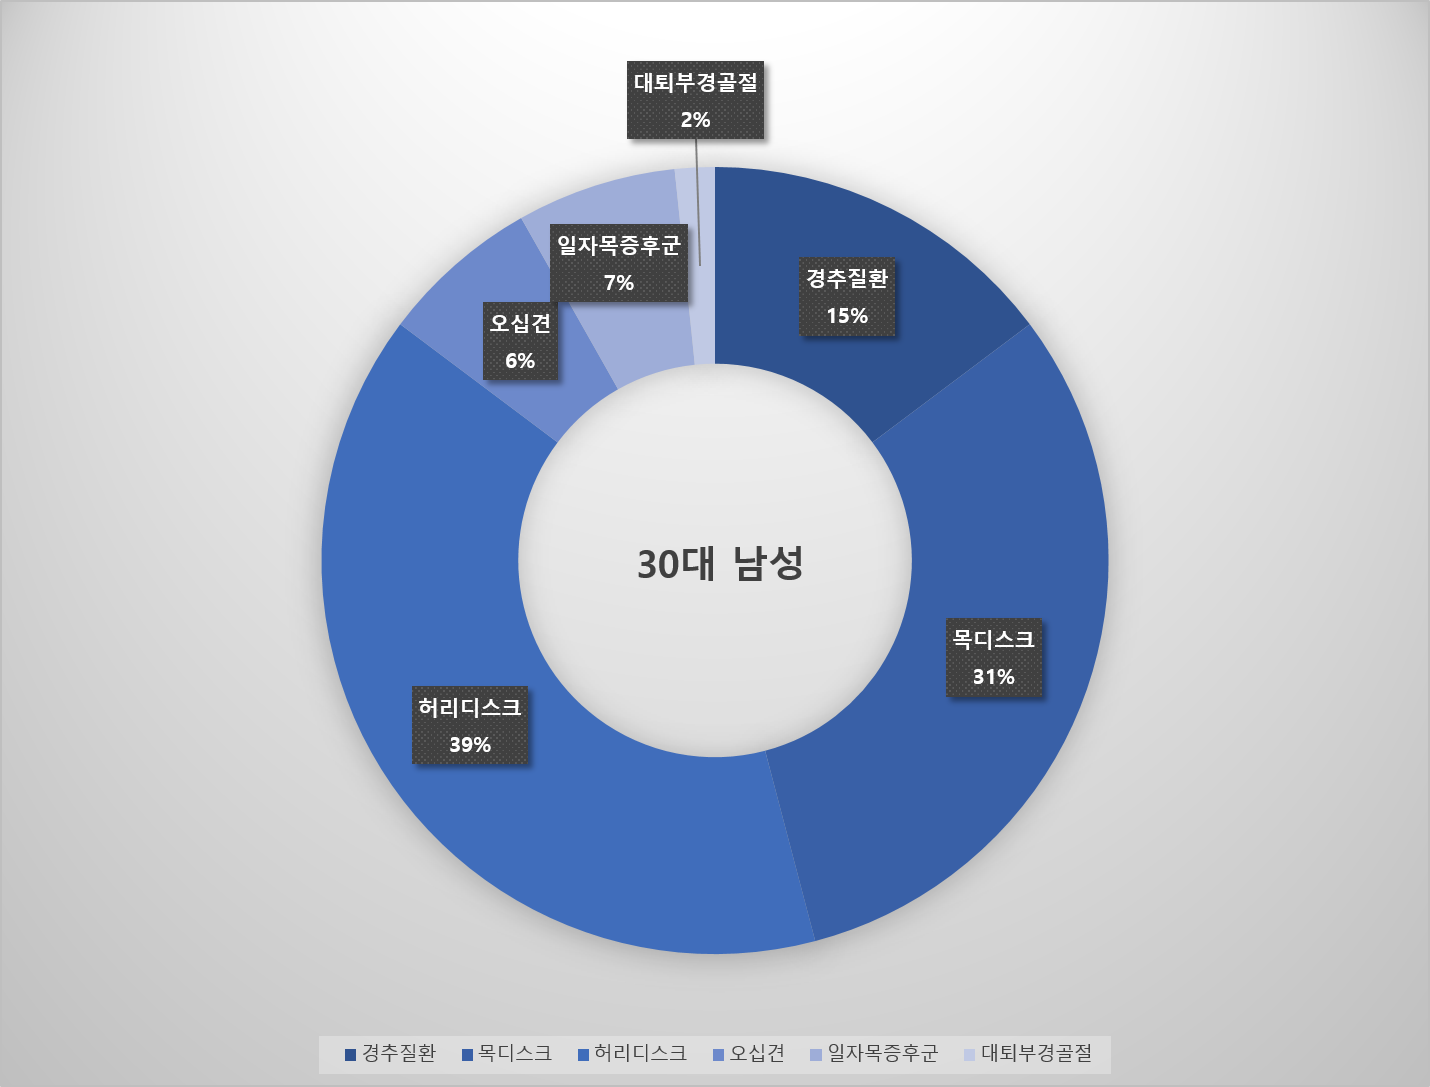 대퇴부경골절
2%
일자목증후군
7%
경추질환
15%
오십견
6%
30대 남성
목디스크
31%
허리디스크
39%
경추질환 목디스크 허리디스크 오십견 일자목증후군 대퇴부경골절